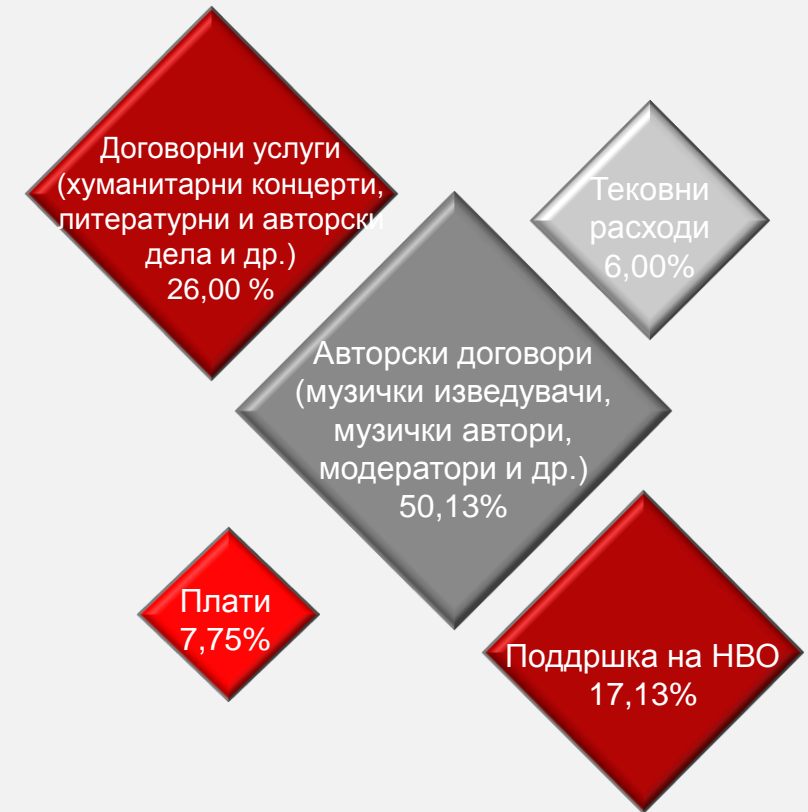 Договорни услуги
(хуманитарни концерти,
литературни и авторски
дела и др.)
26,00 %
Тековни
расходи
6,00%
Авторски договори
(музички изведувачи,
музички автори,
модератори и др.)
50,13%
Плати
7,75%
Поддршка на НВО
17,13%